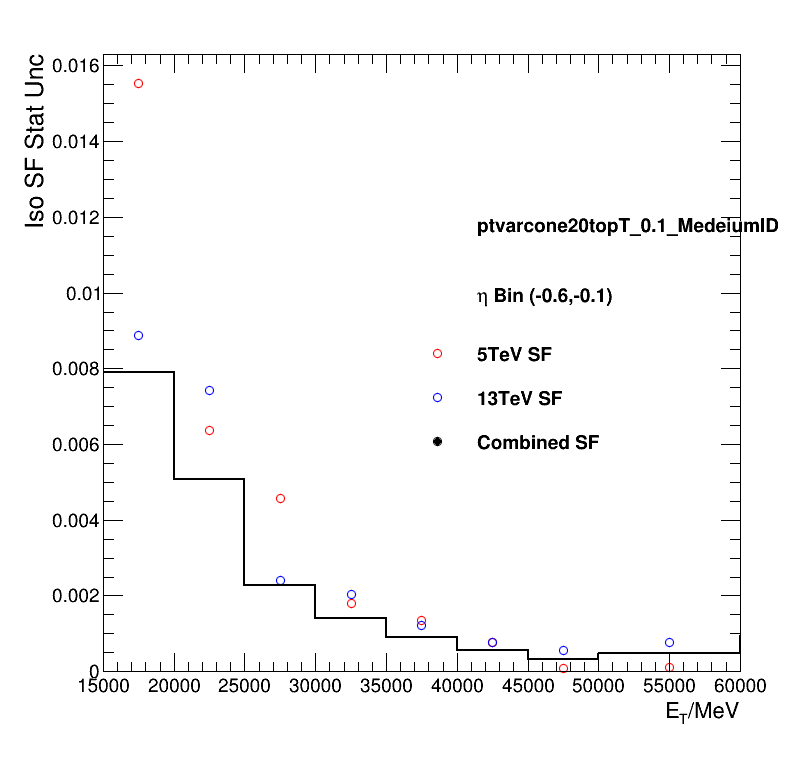 Iso SF Stat Unc
0.016
0.014
0.012
0.01
0.008
0.006
0.004
0.002
0
ptvarcone20topT_0.1_MedeiumID
η Bin (-0.6,-0.1)
5TeV SF
13TeV SF
Combined SF
15000 20000 25000 30000 35000 40000 45000 50000 55000 60000
E_T/MeV